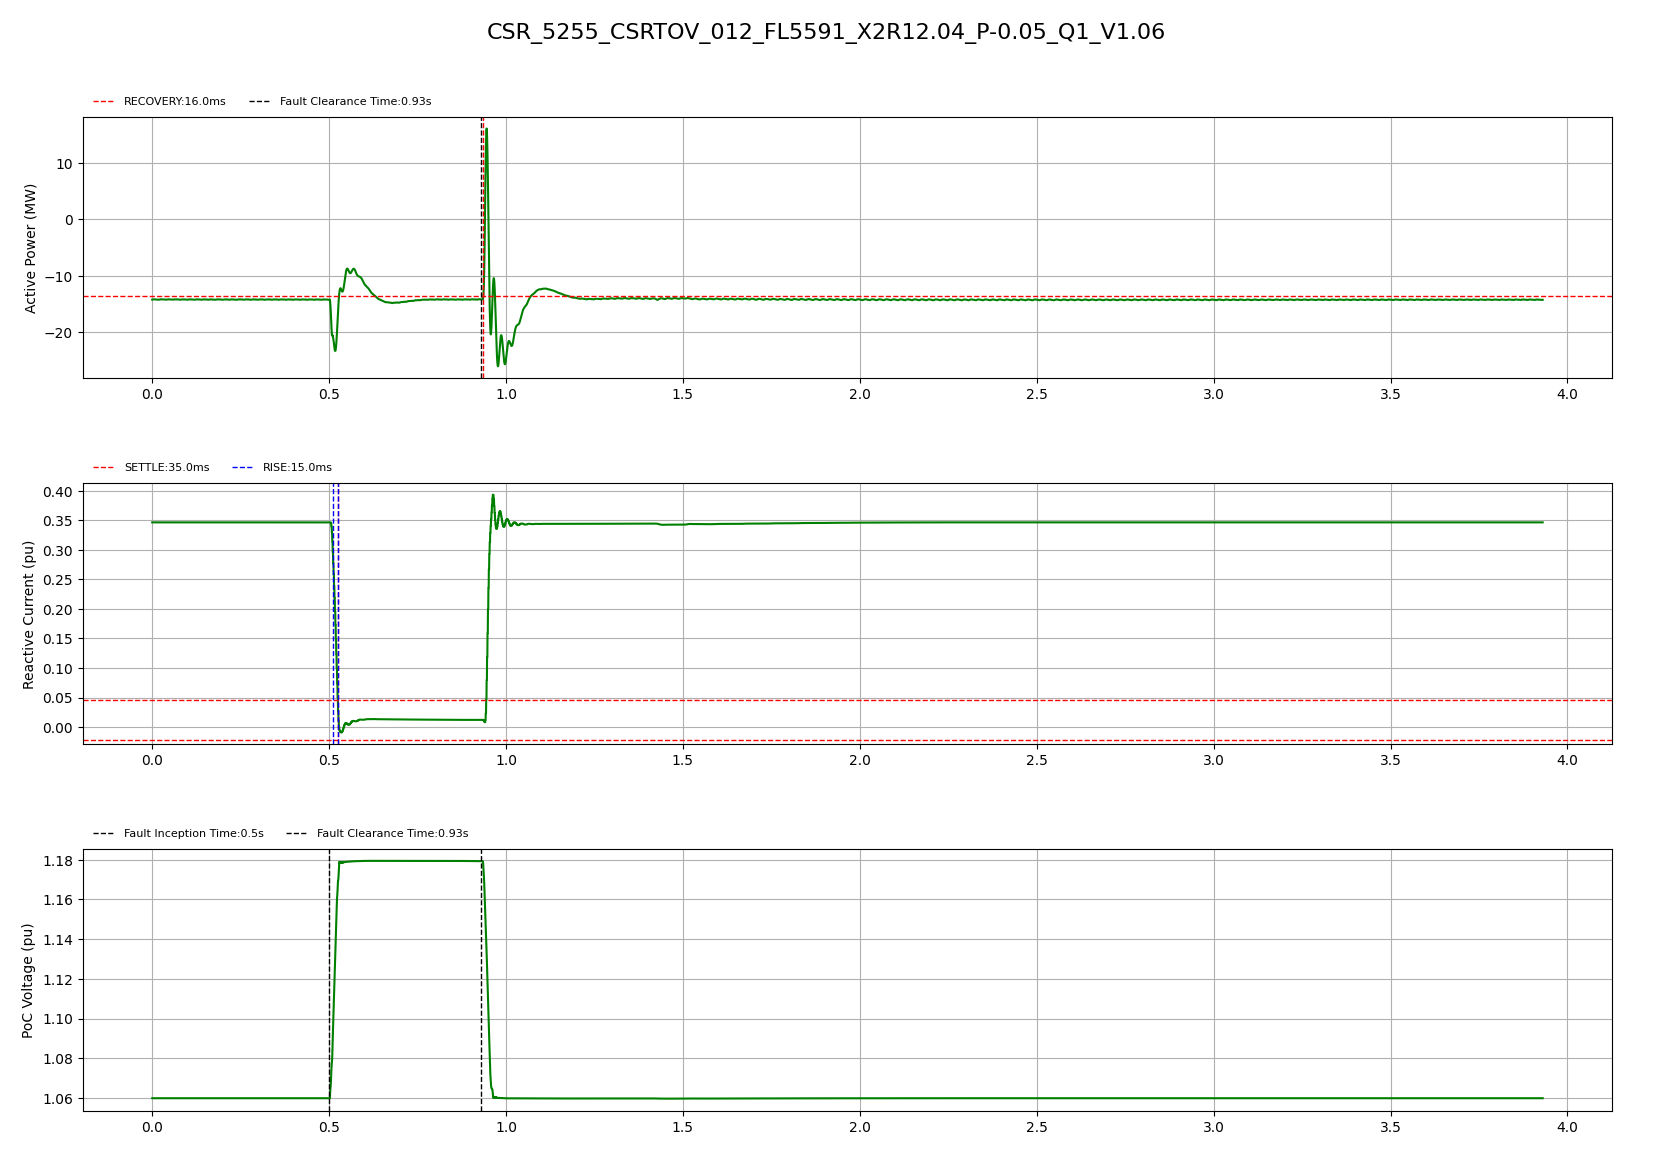 CSR_5255_CSRTOV_012_FL5591_X2R12.04_P-0.05_Q1_V1.06
RECOVERY:16.0ms Fault Clearance Time:0.93s
Active Power (MW)
10
0
−10
−20
0.0 0.5 1.0 1.5 2.0 2.5 3.0 3.5 4.0
SETTLE:35.0ms RISE:15.0ms
Reactive Current (pu)
0.40
0.35
0.30
0.25
0.20
0.15
0.10
0.05
0.00
0.0 0.5 1.0 1.5 2.0 2.5 3.0 3.5 4.0
Fault Inception Time:0.5s Fault Clearance Time:0.93s
PoC Voltage (pu)
1.18
1.16
1.14
1.12
1.10
1.08
1.06
0.0 0.5 1.0 1.5 2.0 2.5 3.0 3.5 4.0